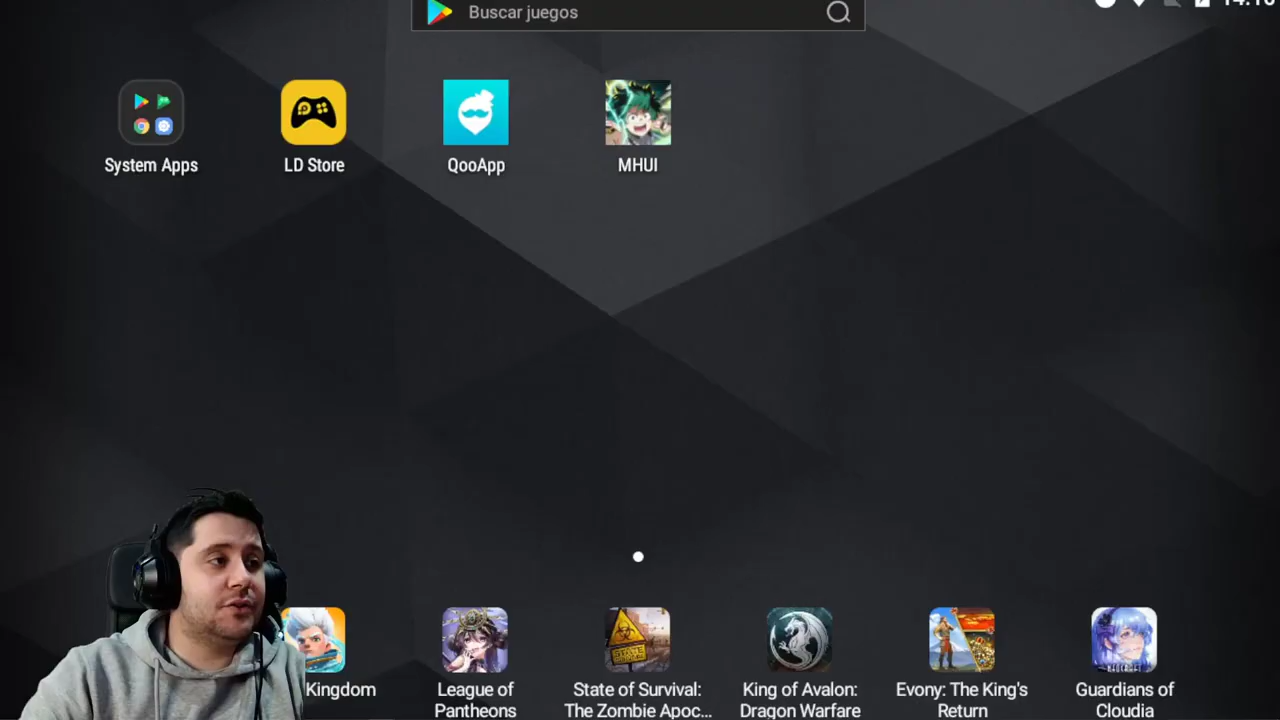 Buscar juegos
System Apps
LD Store
QooApp
MHUI
Kingdom
League of
Pantheons
State of Survival:
The Zombie Apoc...
King of Avalon:
Dragon Warfare
Evony: The King's
Return
Guardians of
Cloudia